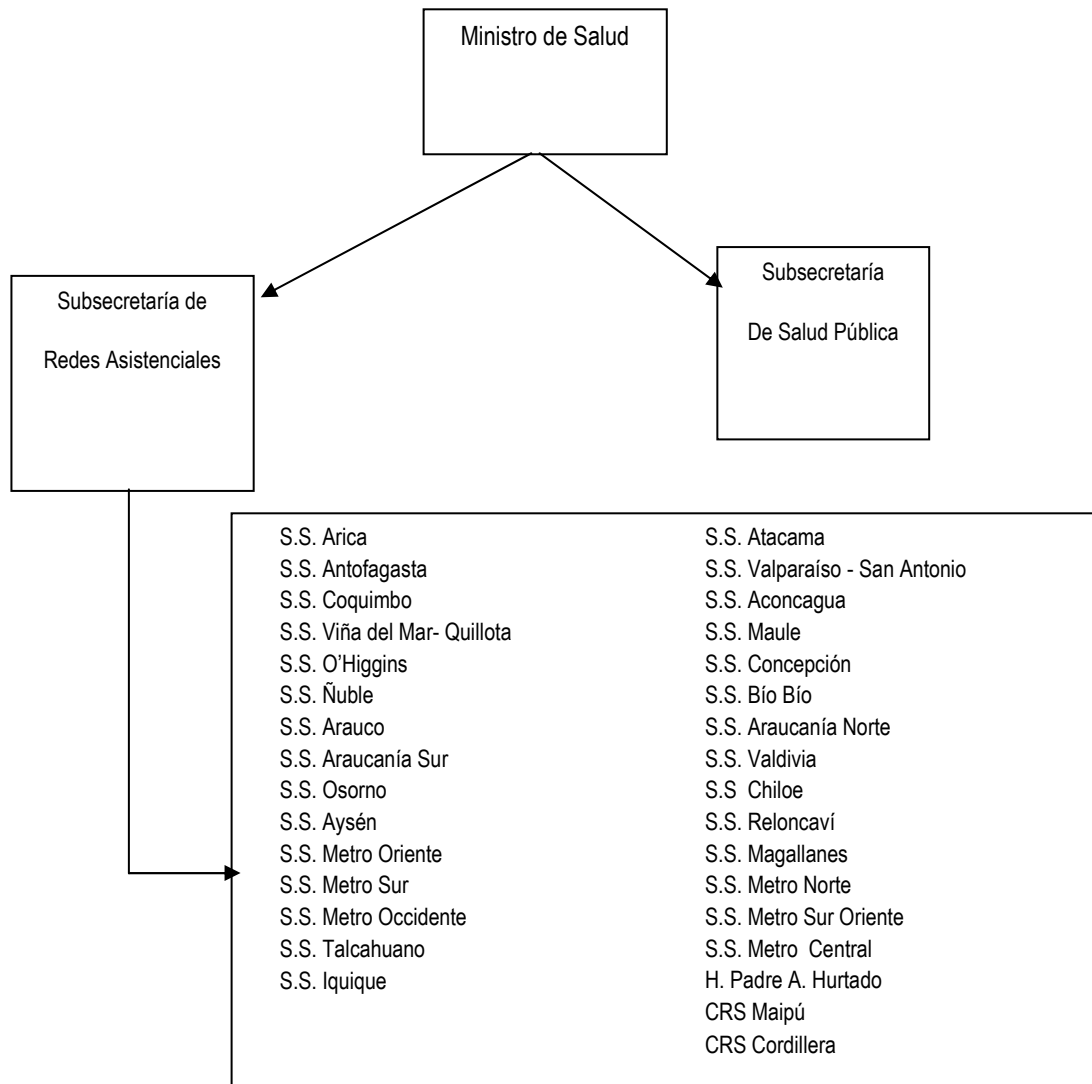 Ministro de Salud
Subsecretaría de
Redes Asistenciales
Subsecretaría
De Salud Pública
S.S. Arica
S.S. Antofagasta
S.S. Coquimbo
S.S. Viña del Mar- Quillota
S.S. O’Higgins
S.S. Ñuble
S.S. Arauco
S.S. Araucanía Sur
S.S. Osorno
S.S. Aysén
S.S. Metro Oriente
S.S. Metro Sur
S.S. Metro Occidente
S.S. Talcahuano
S.S. Iquique
S.S. Atacama
S.S. Valparaíso - San Antonio
S.S. Aconcagua
S.S. Maule
S.S. Concepción
S.S. Bío Bío
S.S. Araucanía Norte
S.S. Valdivia
S.S Chiloe
S.S. Reloncaví
S.S. Magallanes
S.S. Metro Norte
S.S. Metro Sur Oriente
S.S. Metro Central
H. Padre A. Hurtado
CRS Maipú
CRS Cordillera